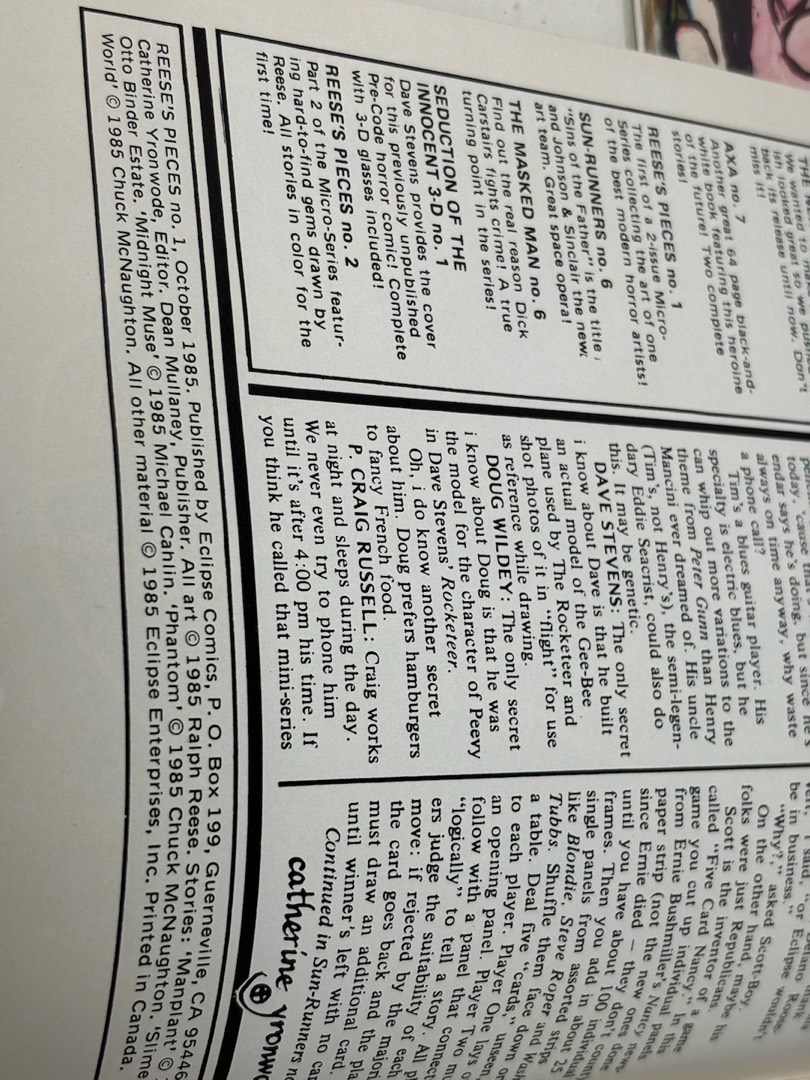 miss it!
AXA no. 7
Another great 64 page black-and-
white book featuring this heroine
of the future! Two complete
stories!
REESE'S PIECES no. 1
The first of a 2-issue Micro-
Series collecting the art of one
of the best modern horror artists!
SUN-RUNNERS no. 6
"Sins of the Father" is the title
and Johnson & Sinclair the new
art team. Great space opera!
THE MASKED MAN no. 6
Find out the real reason Dick
Carstairs fights crime! A true
turning point in the series!
SEDUCTION OF THE
INNOCENT 3-D no. 1
Dave Stevens provides the cover
for this previously unpublished
Pre-Code horror comic! Complete
with 3-D glasses included!
REESE'S PIECES no. 2
Part 2 of the Micro-Series featur-
ing hard-to-find gems drawn by
Reese. All stories in color for the
first time!
today, 'cause
endar says he's doing, but since he's
always on time anyway, why waste
a phone call?
Tim's a blues guitar player. His
specialty is electric blues, but he
can whip out more variations to the
theme from Peter Gunn than Henry
Mancini ever dreamed of. His uncle
(Tim's, not Henry's), the semi-legen-
dary Eddie Seacrist, could also do
this. It may be genetic.
DAVE STEVENS: The only secret
i know about Dave is that he built
an actual model of the Gee-Bee
plane used by The Rocketeer and
shot photos of it in "flight" for use
as reference while drawing.
DOUG WILDEY: The only secret
i know about Doug is that he was
the model for the character of Peevy
in Dave Stevens' Rocketeer.
Oh, i do know another secret
about him. Doug prefers hamburgers
to fancy French food.
P. CRAIG RUSSELL: Craig works
at night and sleeps during the day.
We never even try to phone him
until it's after 4:00 pm his time. If
you think he called that mini-series
be in business." Eclipse
"Why?," asked Scott-Boy.
On the other hand, maybe his
folks were just Republicans.
Scott is the inventor of a game
called "Five Card Nancy." In this
game you cut up individual panels
from Ernie Bushmiller's Nancy
paper strip (not the new ones
since Ernie died — they don't
until you have about 100
frames. Then you add in
single panels from assorted
like Blondie, Steve Roper
Tubbs. Shuffle them face down
a table. Deal five "cards,"
to each player. Player One lays
an opening panel. Player Two
follow with a panel that
"logically" to tell a story. All
ers judge the suitability of
move: if rejected by the
the card goes back and the
must draw an additional card.
until winner's left with no
Continued in Sun-Runners
catherine yronwode
REESE'S PIECES no. 1, October 1985. Published by Eclipse Comics, P. O. Box 199, Guerneville, CA 95446
Catherine Yronwode, Editor. Dean Mullaney, Publisher. All art © 1985 Ralph Reese. Stories: 'Manplant' ©
Otto Binder Estate. 'Midnight Muse' © 1985 Michael Cahlin. 'Phantom' © 1985 Chuck McNaughton. 'Slime
World' © 1985 Chuck McNaughton. All other material © 1985 Eclipse Enterprises, Inc. Printed in Canada.